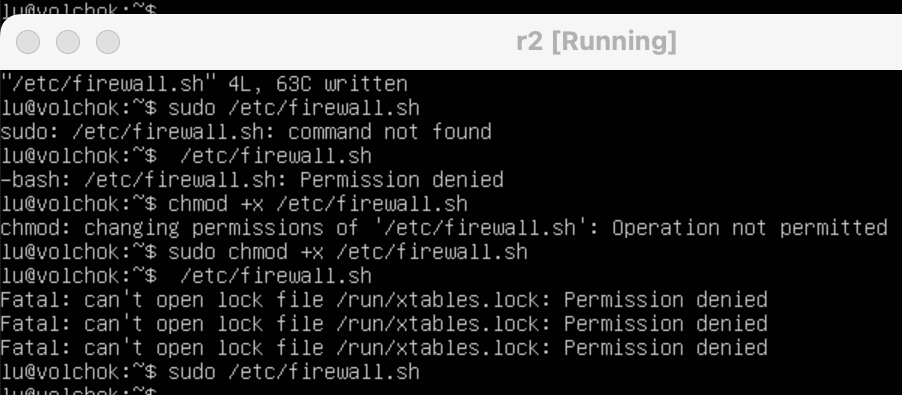 lu@volchok:~$
r2 [Running]
"/etc/firewall.sh" 4L, 63C written
lu@volchok:~$ sudo /etc/firewall.sh
sudo: /etc/firewall.sh: command not found
lu@volchok:~$  /etc/firewall.sh
-bash: /etc/firewall.sh: Permission denied
lu@volchok:~$ chmod +x /etc/firewall.sh
chmod: changing permissions of '/etc/firewall.sh': Operation not permitted
lu@volchok:~$ sudo chmod +x /etc/firewall.sh
lu@volchok:~$  /etc/firewall.sh
Fatal: can't open lock file /run/xtables.lock: Permission denied
Fatal: can't open lock file /run/xtables.lock: Permission denied
Fatal: can't open lock file /run/xtables.lock: Permission denied
lu@volchok:~$ sudo /etc/firewall.sh
lu@volchok:~$